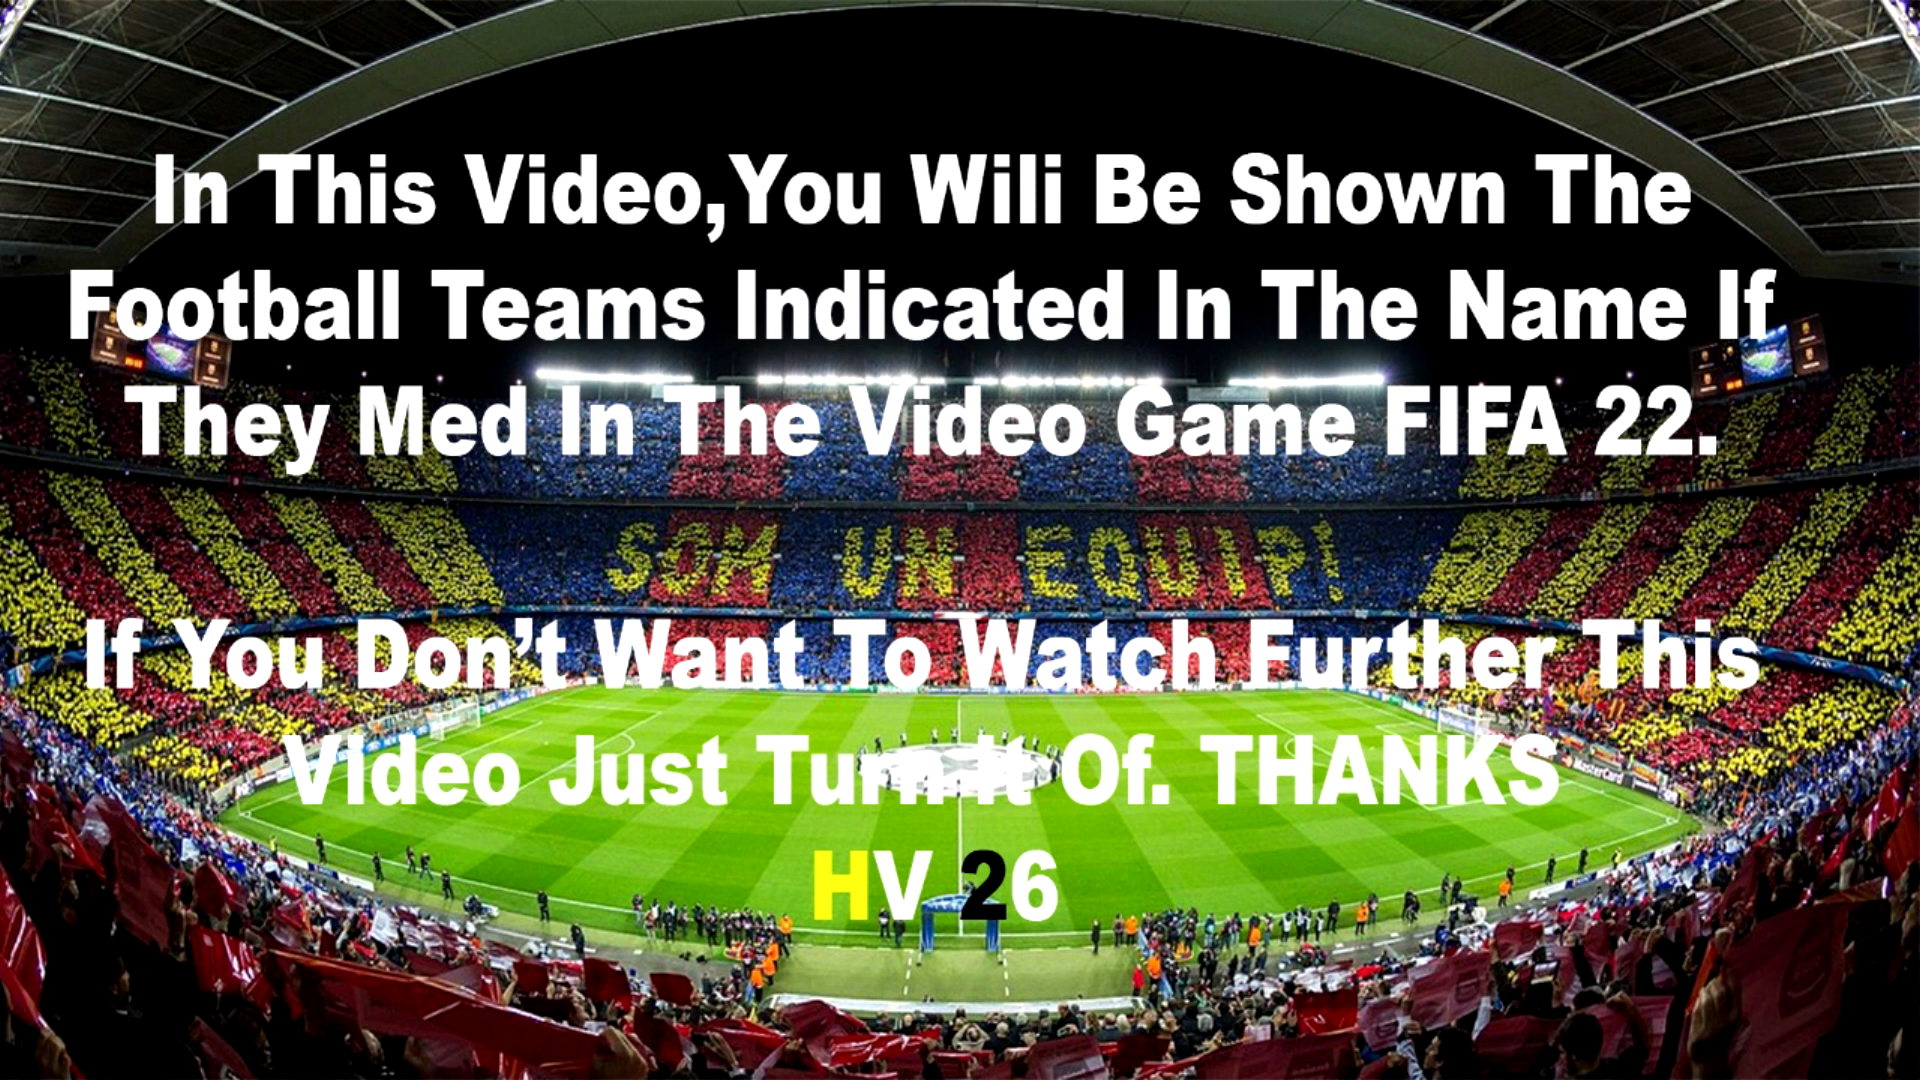 In This Video,You Wili Be Shown The
Football Teams Indicated In The Name If
They Med In The Video Game FIFA 22.
SOM UN EQUIP!
If You Don't Want To Watch Further This
Video Just Turn It Of. THANKS
MasterCard
HV 26